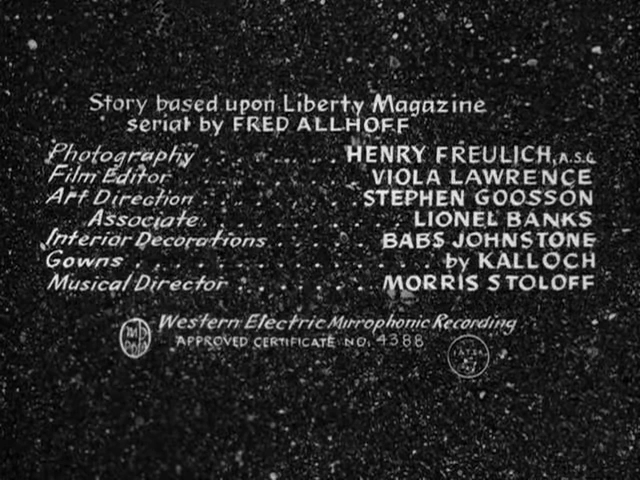 Story based upon Liberty Magazine
serial by FRED ALLHOFF
Photography . . . . . . . HENRY FREULICH, A.S.C.
Film Editor . . . . . . . . VIOLA LAWRENCE
Art Direction . . . . . . . STEPHEN GOOSSON
Associate . . . . . . . . LIONEL BANKS
Interior Decorations . . . . . BABS JOHNSTONE
Gowns . . . . . . . . . . . by KALLOCH
Musical Director . . . . . . MORRIS STOLOFF
Western Electric Mirrophonic Recording
APPROVED CERTIFICATE NO. 4388